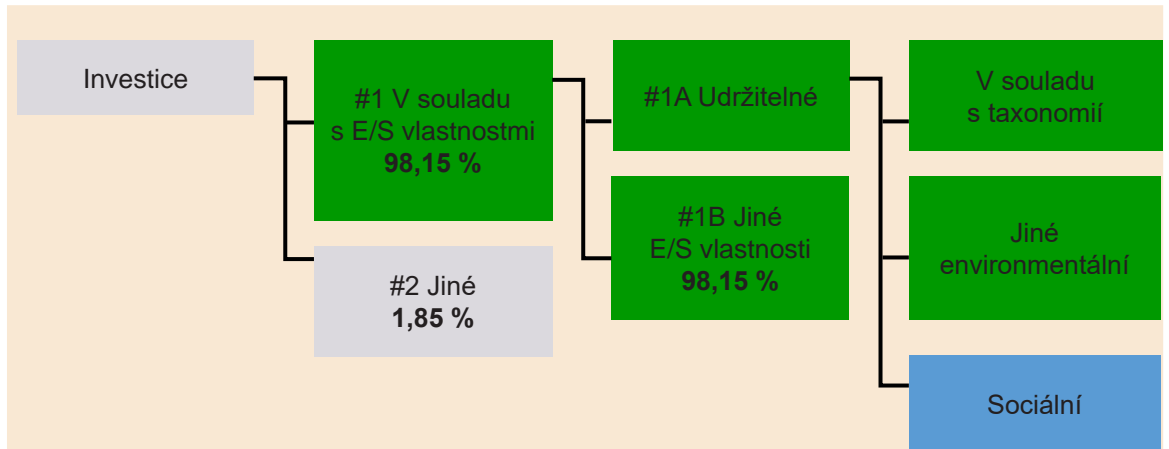 Investice
#1 V souladu
s E/S vlastnostmi
98,15 %
#2 Jiné
1,85 %
#1A Udržitelné
#1B Jiné
E/S vlastnosti
98,15 %
V souladu
s taxonomií
Jiné
environmentální
Sociální